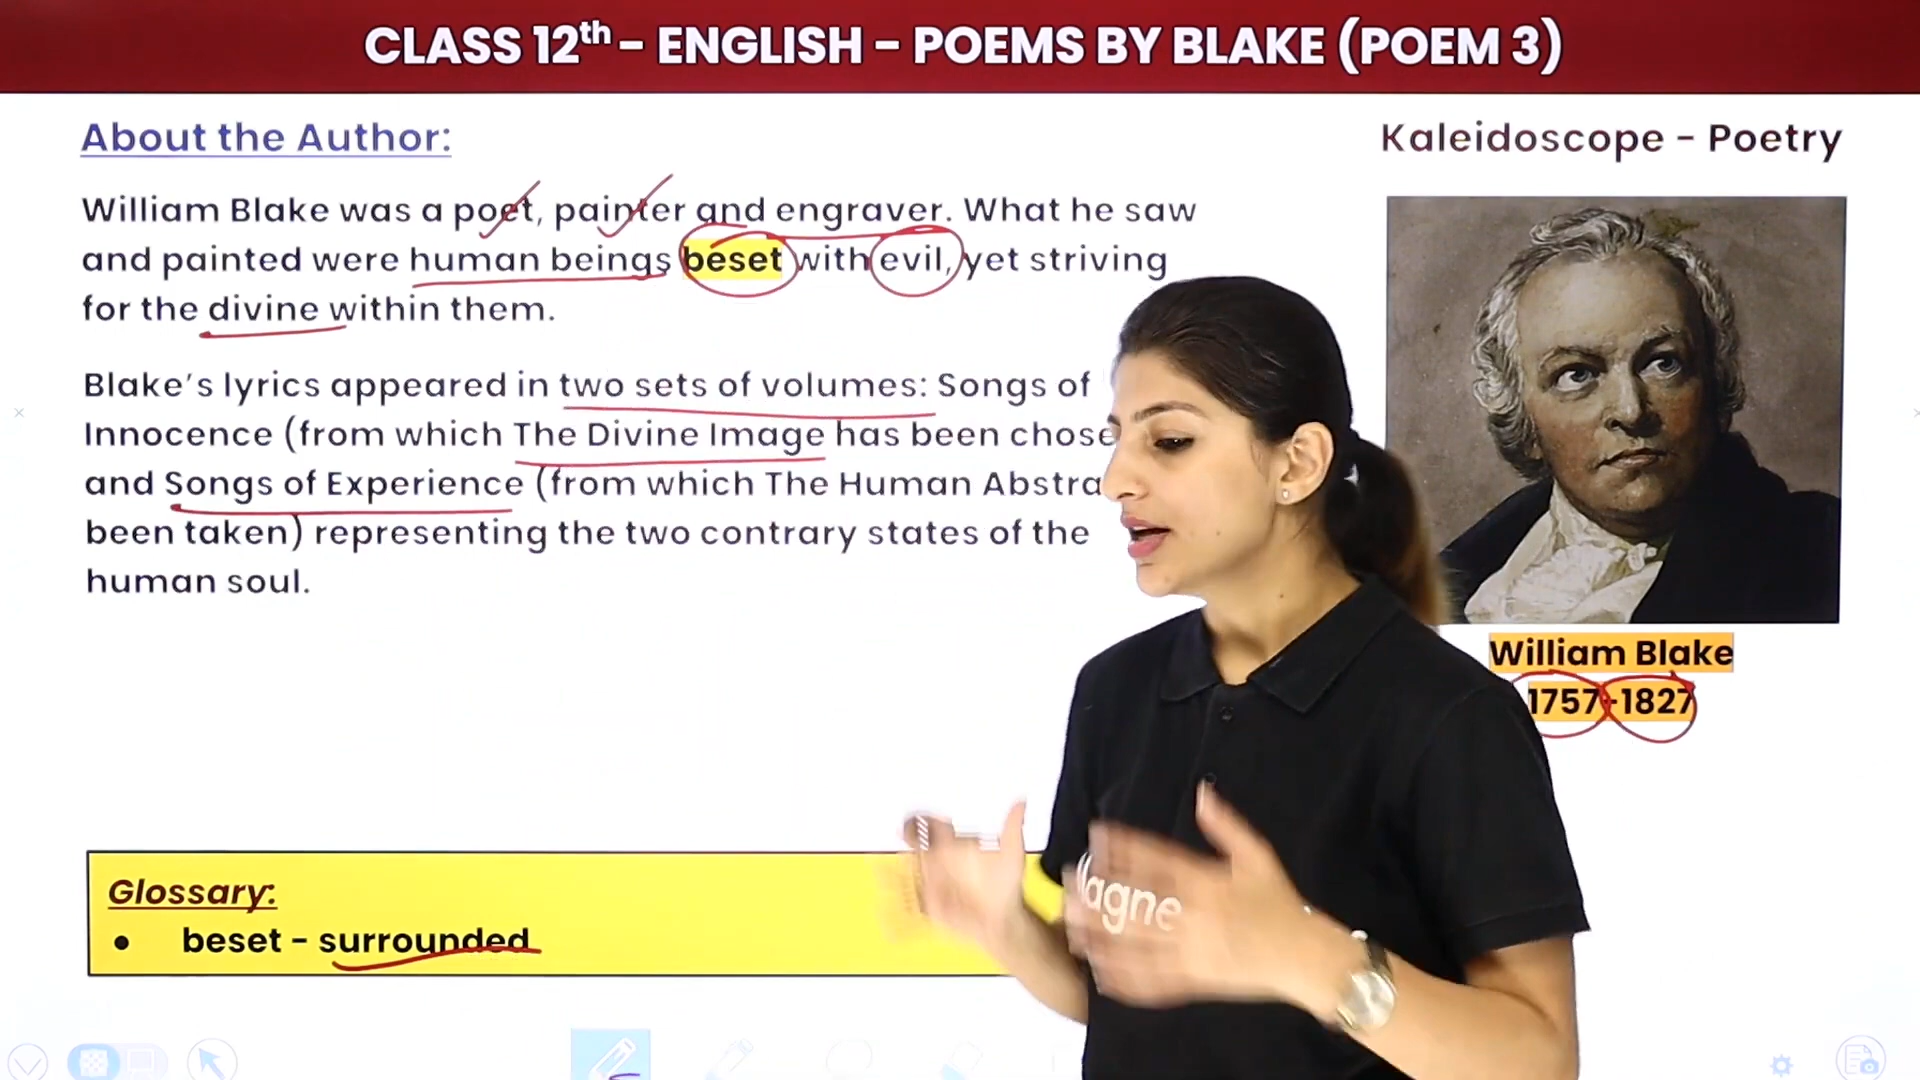 CLASS 12th – ENGLISH – POEMS BY BLAKE (POEM 3)
About the Author:
Kaleidoscope - Poetry
William Blake was a poet, painter and engraver. What he saw
and painted were human beings beset with evil, yet striving
for the divine within them.
Blake's lyrics appeared in two sets of volumes: Songs of
Innocence (from which The Divine Image has been
and Songs of Experience (from which The Human
been taken) representing the two contrary states of the
human soul.
William Blake
1757-1827
Glossary:
● beset - surrounded